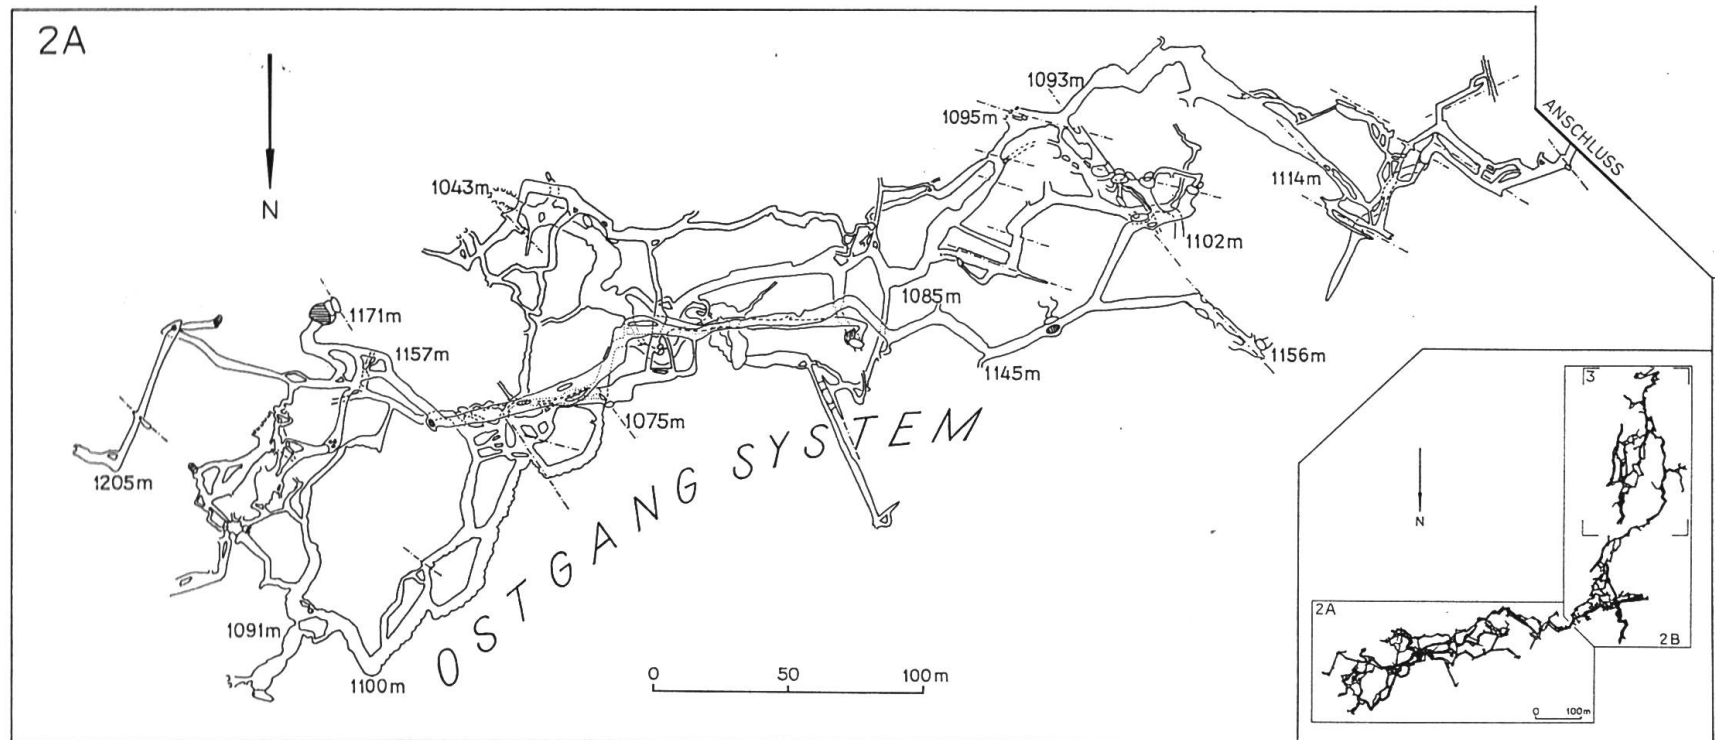 2A
N
1093m
1095m
ANSCHLUSS
1043m
1114m
1102m
1171m
1085m
1157m
1156m
1145m
1075m
OSTGANG SYSTEM
1205m
1091m
1100m
0 50 100m
3
N
2A
2B
0 100m